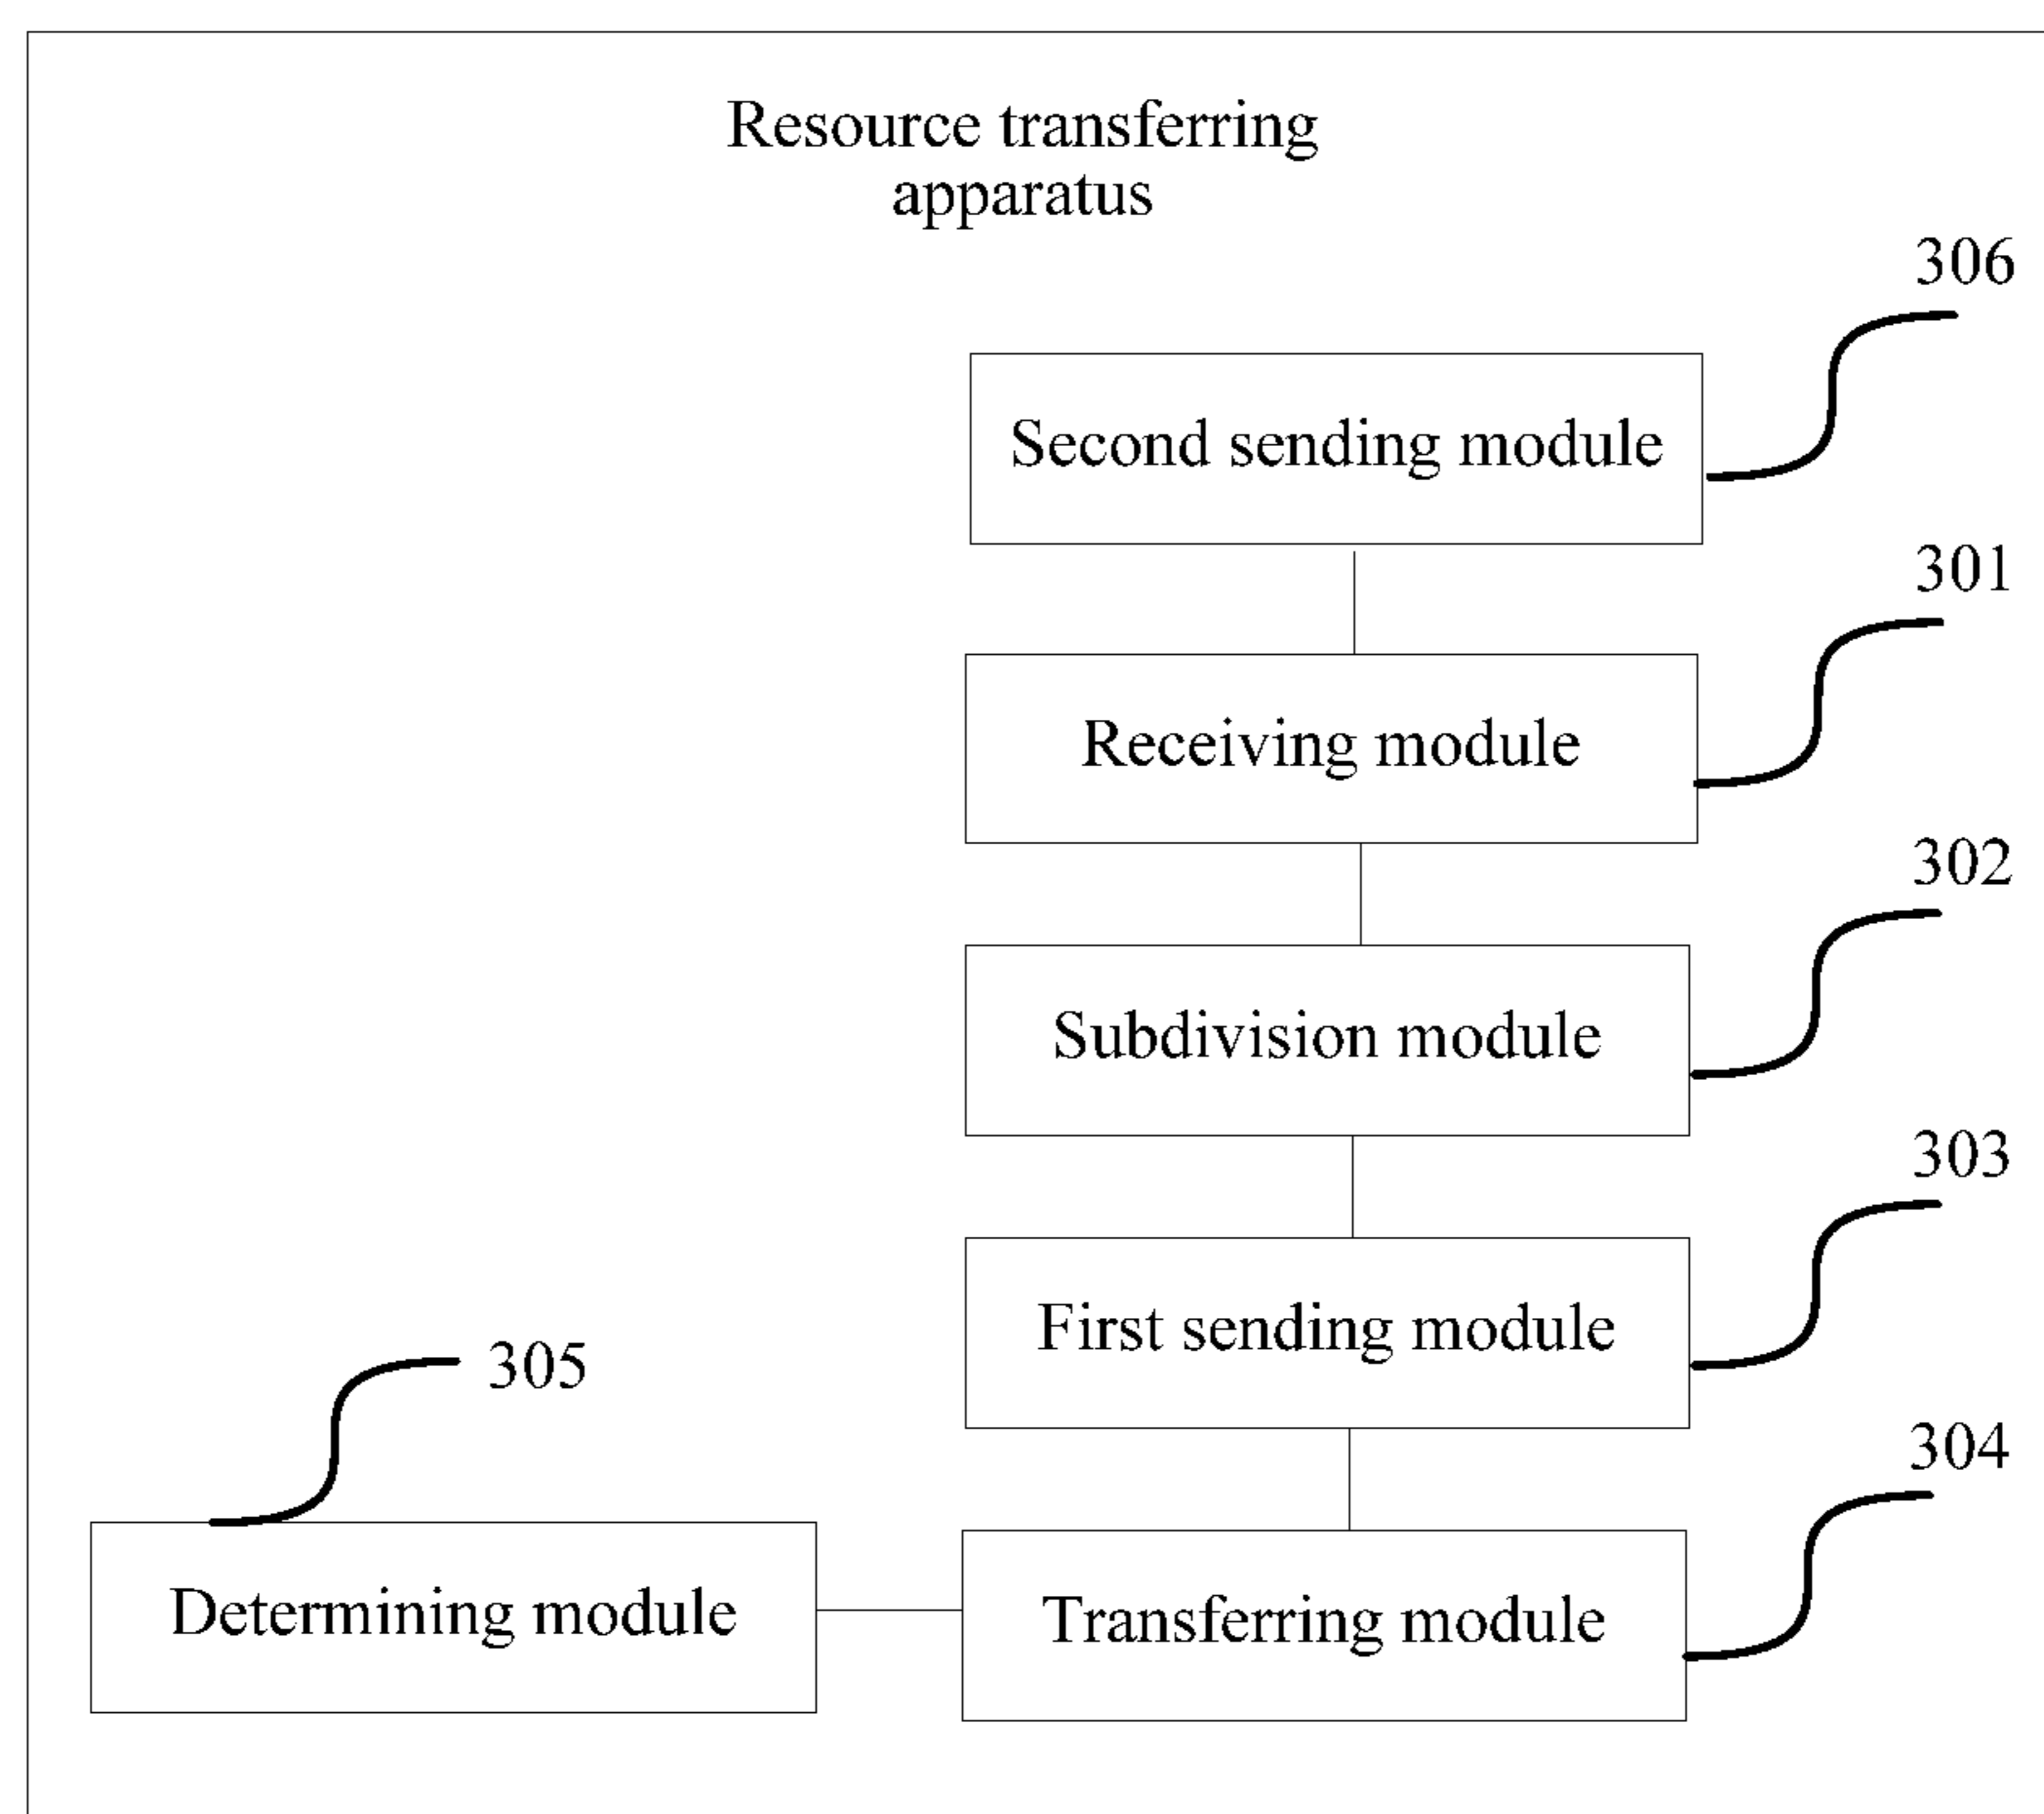 Resource transferring
apparatus
306
Second sending module
301
Receiving module
302
Subdivision module
303
First sending module
305
304
Determining module
Transferring module